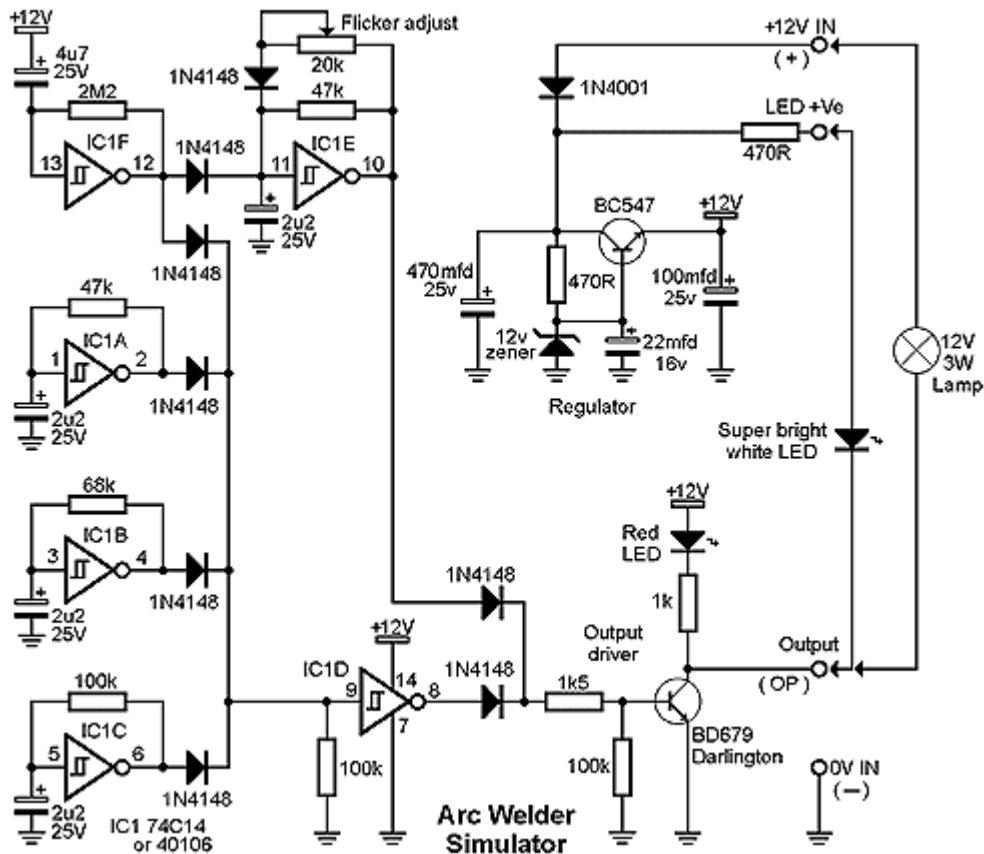 +12V
4u7
25V
2M2
IC1F
13
12
1N4148
1N4148
Flicker adjust
20k
1N4148
47k
IC1E
11
10
2u2
25V
+12V IN
(+)
1N4001
LED +Ve
470R
BC547
+12V
470mfd
25v
470R
100mfd
25v
12v
zener
22mfd
16v
Regulator
12V
3W
Lamp
Super bright
white LED
47k
IC1A
1
2
1N4148
2u2
25V
68k
IC1B
3
4
1N4148
2u2
25V
100k
IC1C
5
6
1N4148
2u2
25V
IC1 74C14
or 40106
+12V
IC1D
14
9
8
7
100k
1N4148
1N4148
1k5
100k
+12V
Red
LED
1k
Output
driver
Output
(OP)
BD679
Darlington
0V IN
(—)
Arc Welder
Simulator